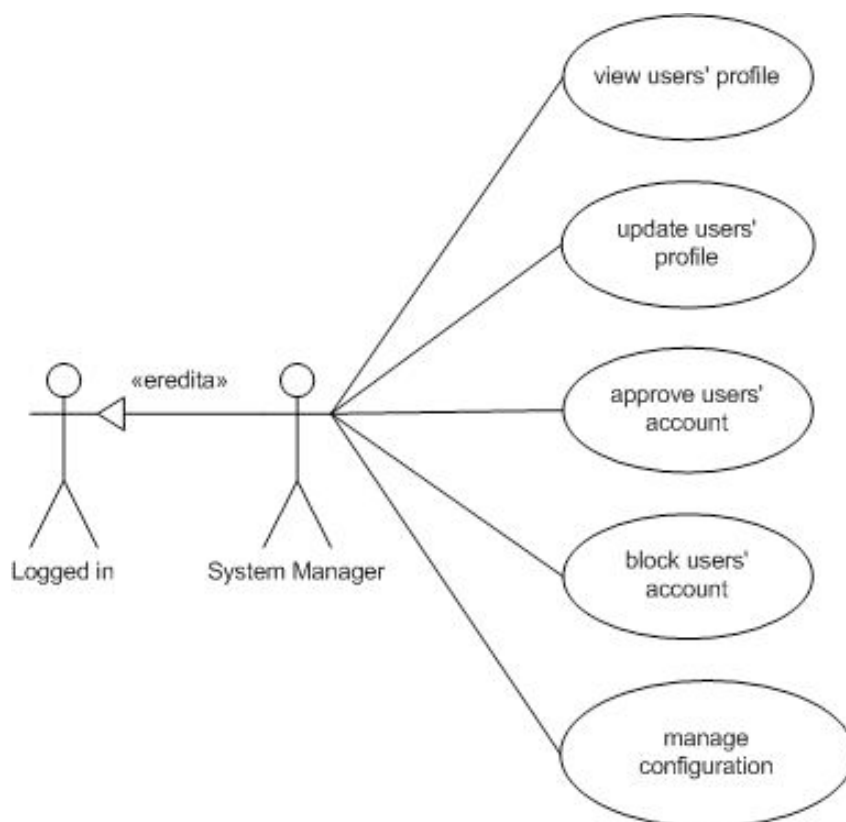 view users' profile
update users'
profile
«eredita»
approve users'
account
Logged in
System Manager
block users'
account
manage
configuration